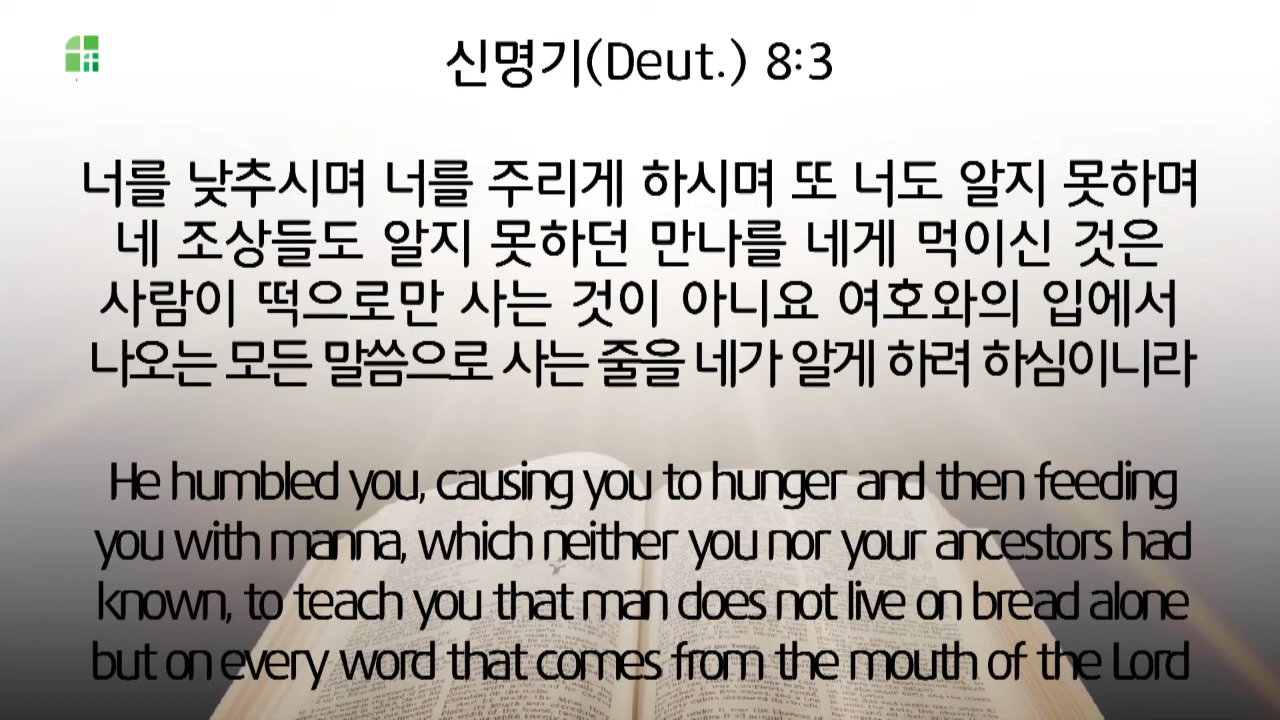 신명기(Deut.) 8:3
너를 낮추시며 너를 주리게 하시며 또 너도 알지 못하며
네 조상들도 알지 못하던 만나를 네게 먹이신 것은
사람이 떡으로만 사는 것이 아니요 여호와의 입에서
나오는 모든 말씀으로 사는 줄을 네가 알게 하려 하심이니라
He humbled you, causing you to hunger and then feeding
you with manna, which neither you nor your ancestors had
known, to teach you that man does not live on bread alone
but on every word that comes from the mouth of the Lord